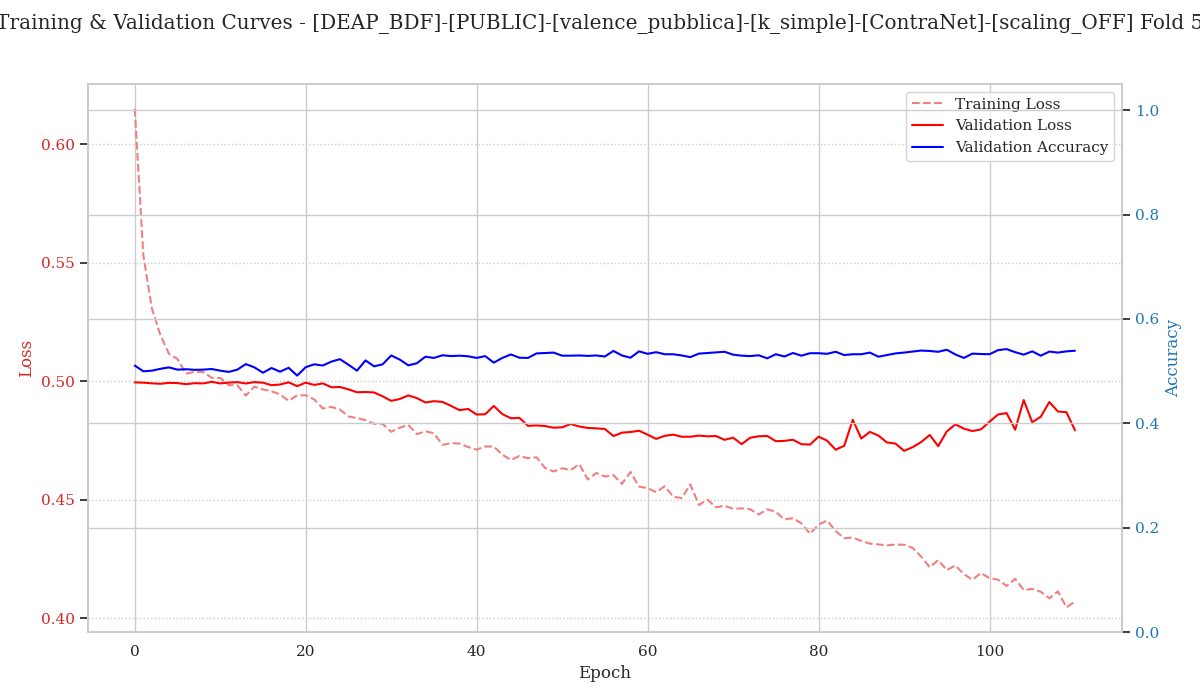 Training & Validation Curves - [DEAP_BDF]-[PUBLIC]-[valence_pubblica]-[k_simple]-[ContraNet]-[scaling_OFF] Fold 5
Training Loss
Validation Loss
Validation Accuracy
Loss
0.60
0.55
0.50
0.45
0.40
1.0
0.8
0.6
0.4
0.2
0.0
Accuracy
0
20
40
60
80
100
Epoch